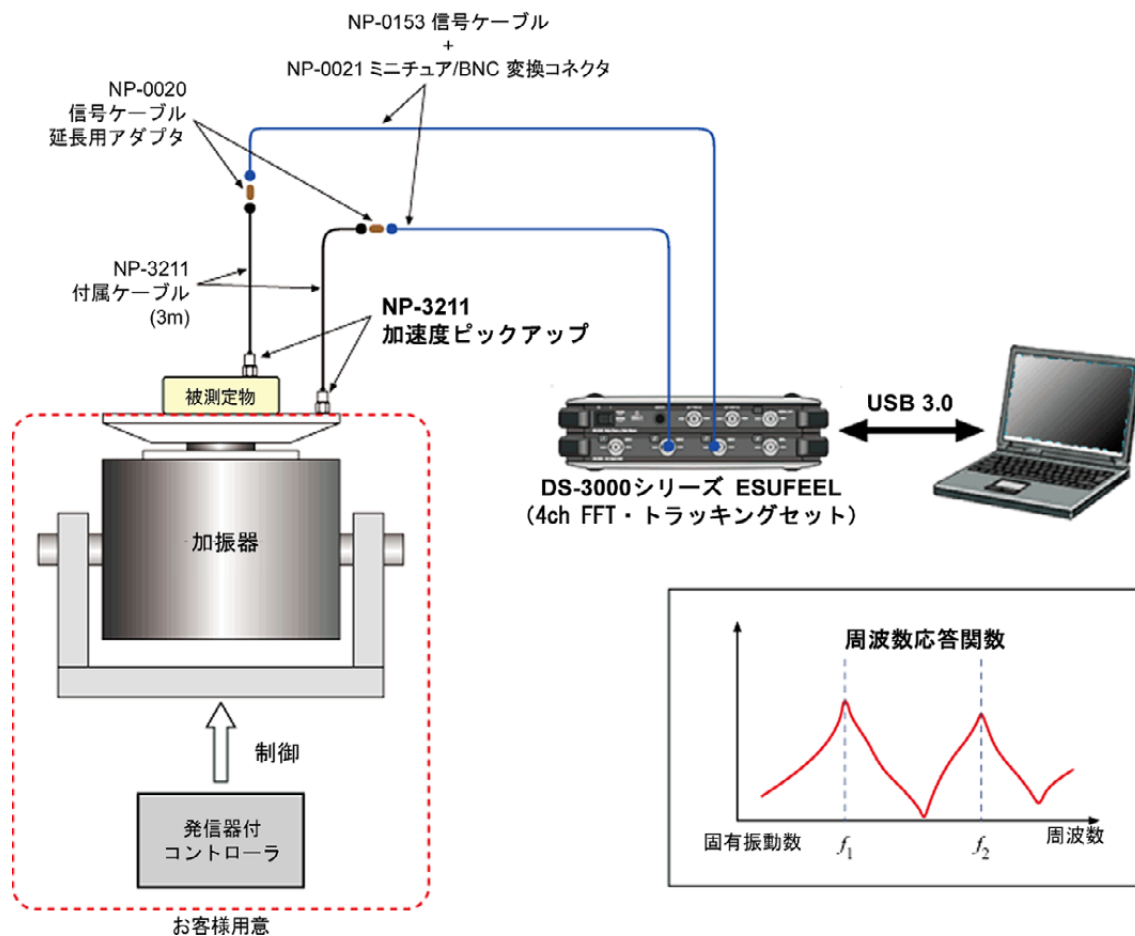 NP-0153 信号ケーブル
+
NP-0021 ミニチュア/BNC 変換コネクタ
NP-0020
信号ケーブル
延長用アダプタ
NP-3211
付属ケーブル
(3m)
NP-3211
加速度ピックアップ
被測定物
USB 3.0
DS-3000シリーズ ESUFEEL
（4ch FFT・トラッキングセット）
加振器
制御
発信器付
コントローラ
お客様用意
周波数応答関数
固有振動数
f1
f2
周波数